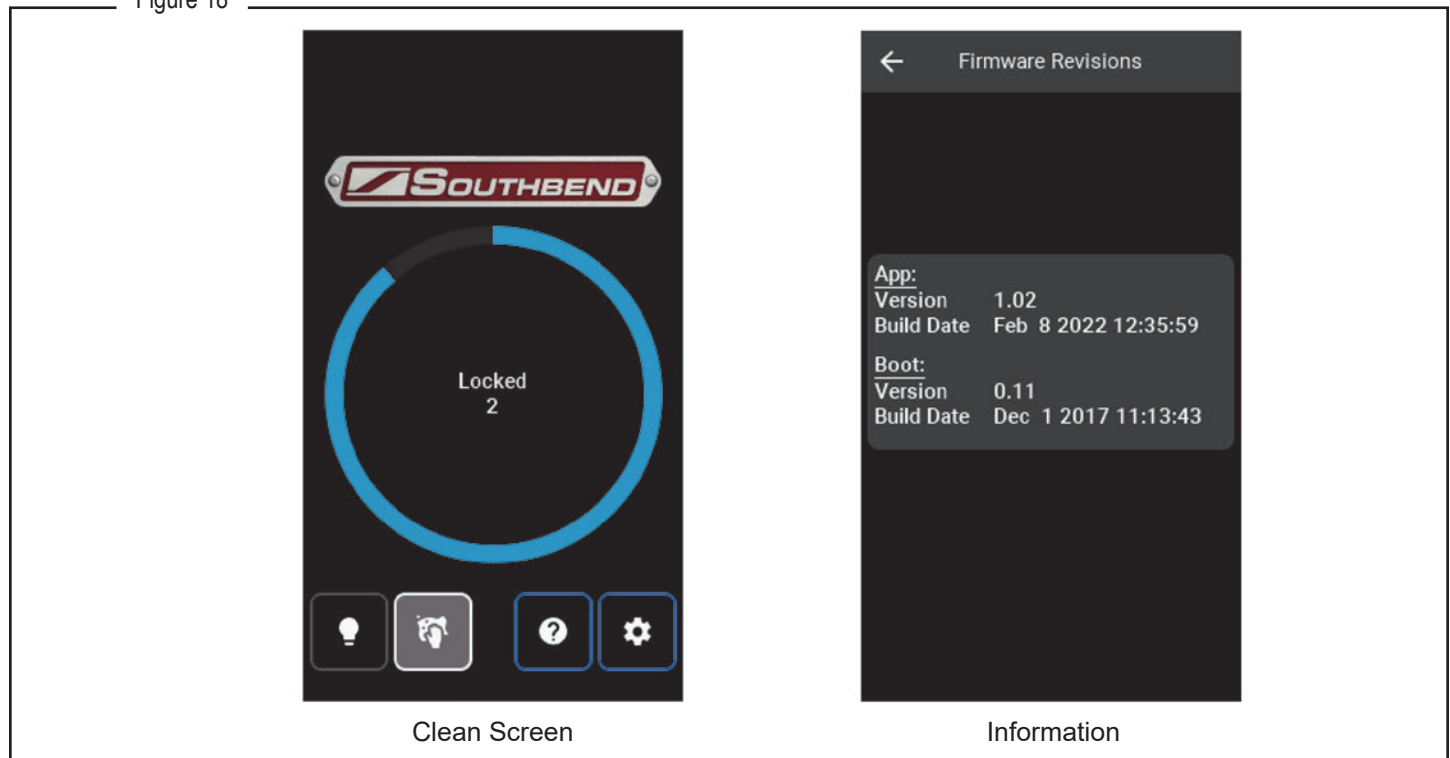 Figure 16
SOUTHBEND
Locked
2
Clean Screen
Firmware Revisions
App:
Version 1.02
Build Date Feb 8 2022 12:35:59
Boot:
Version 0.11
Build Date Dec 1 2017 11:13:43
Information